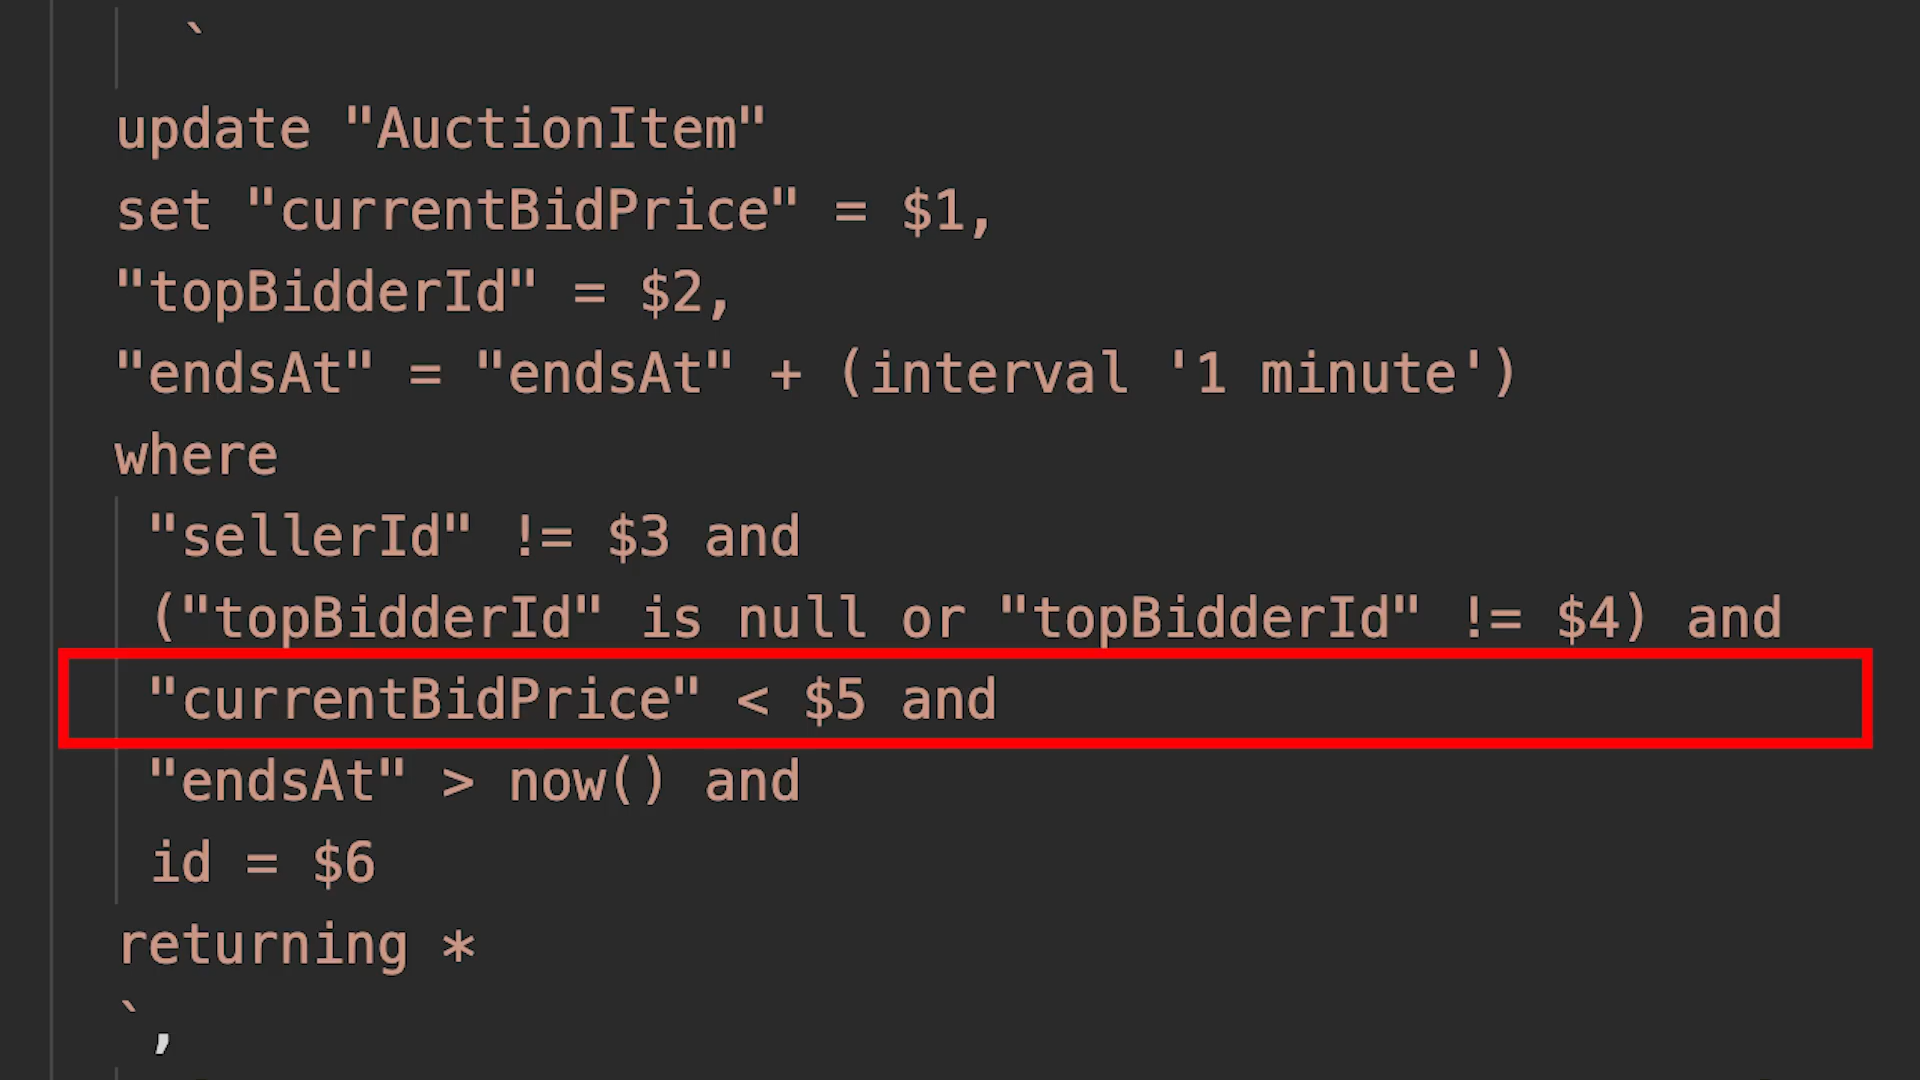 `
update "AuctionItem"
set "currentBidPrice" = $1,
"topBidderId" = $2,
"endsAt" = "endsAt" + (interval '1 minute')
where
"sellerId" != $3 and
("topBidderId" is null or "topBidderId" != $4) and
"currentBidPrice" < $5 and
"endsAt" > now() and
id = $6
returning *
`,